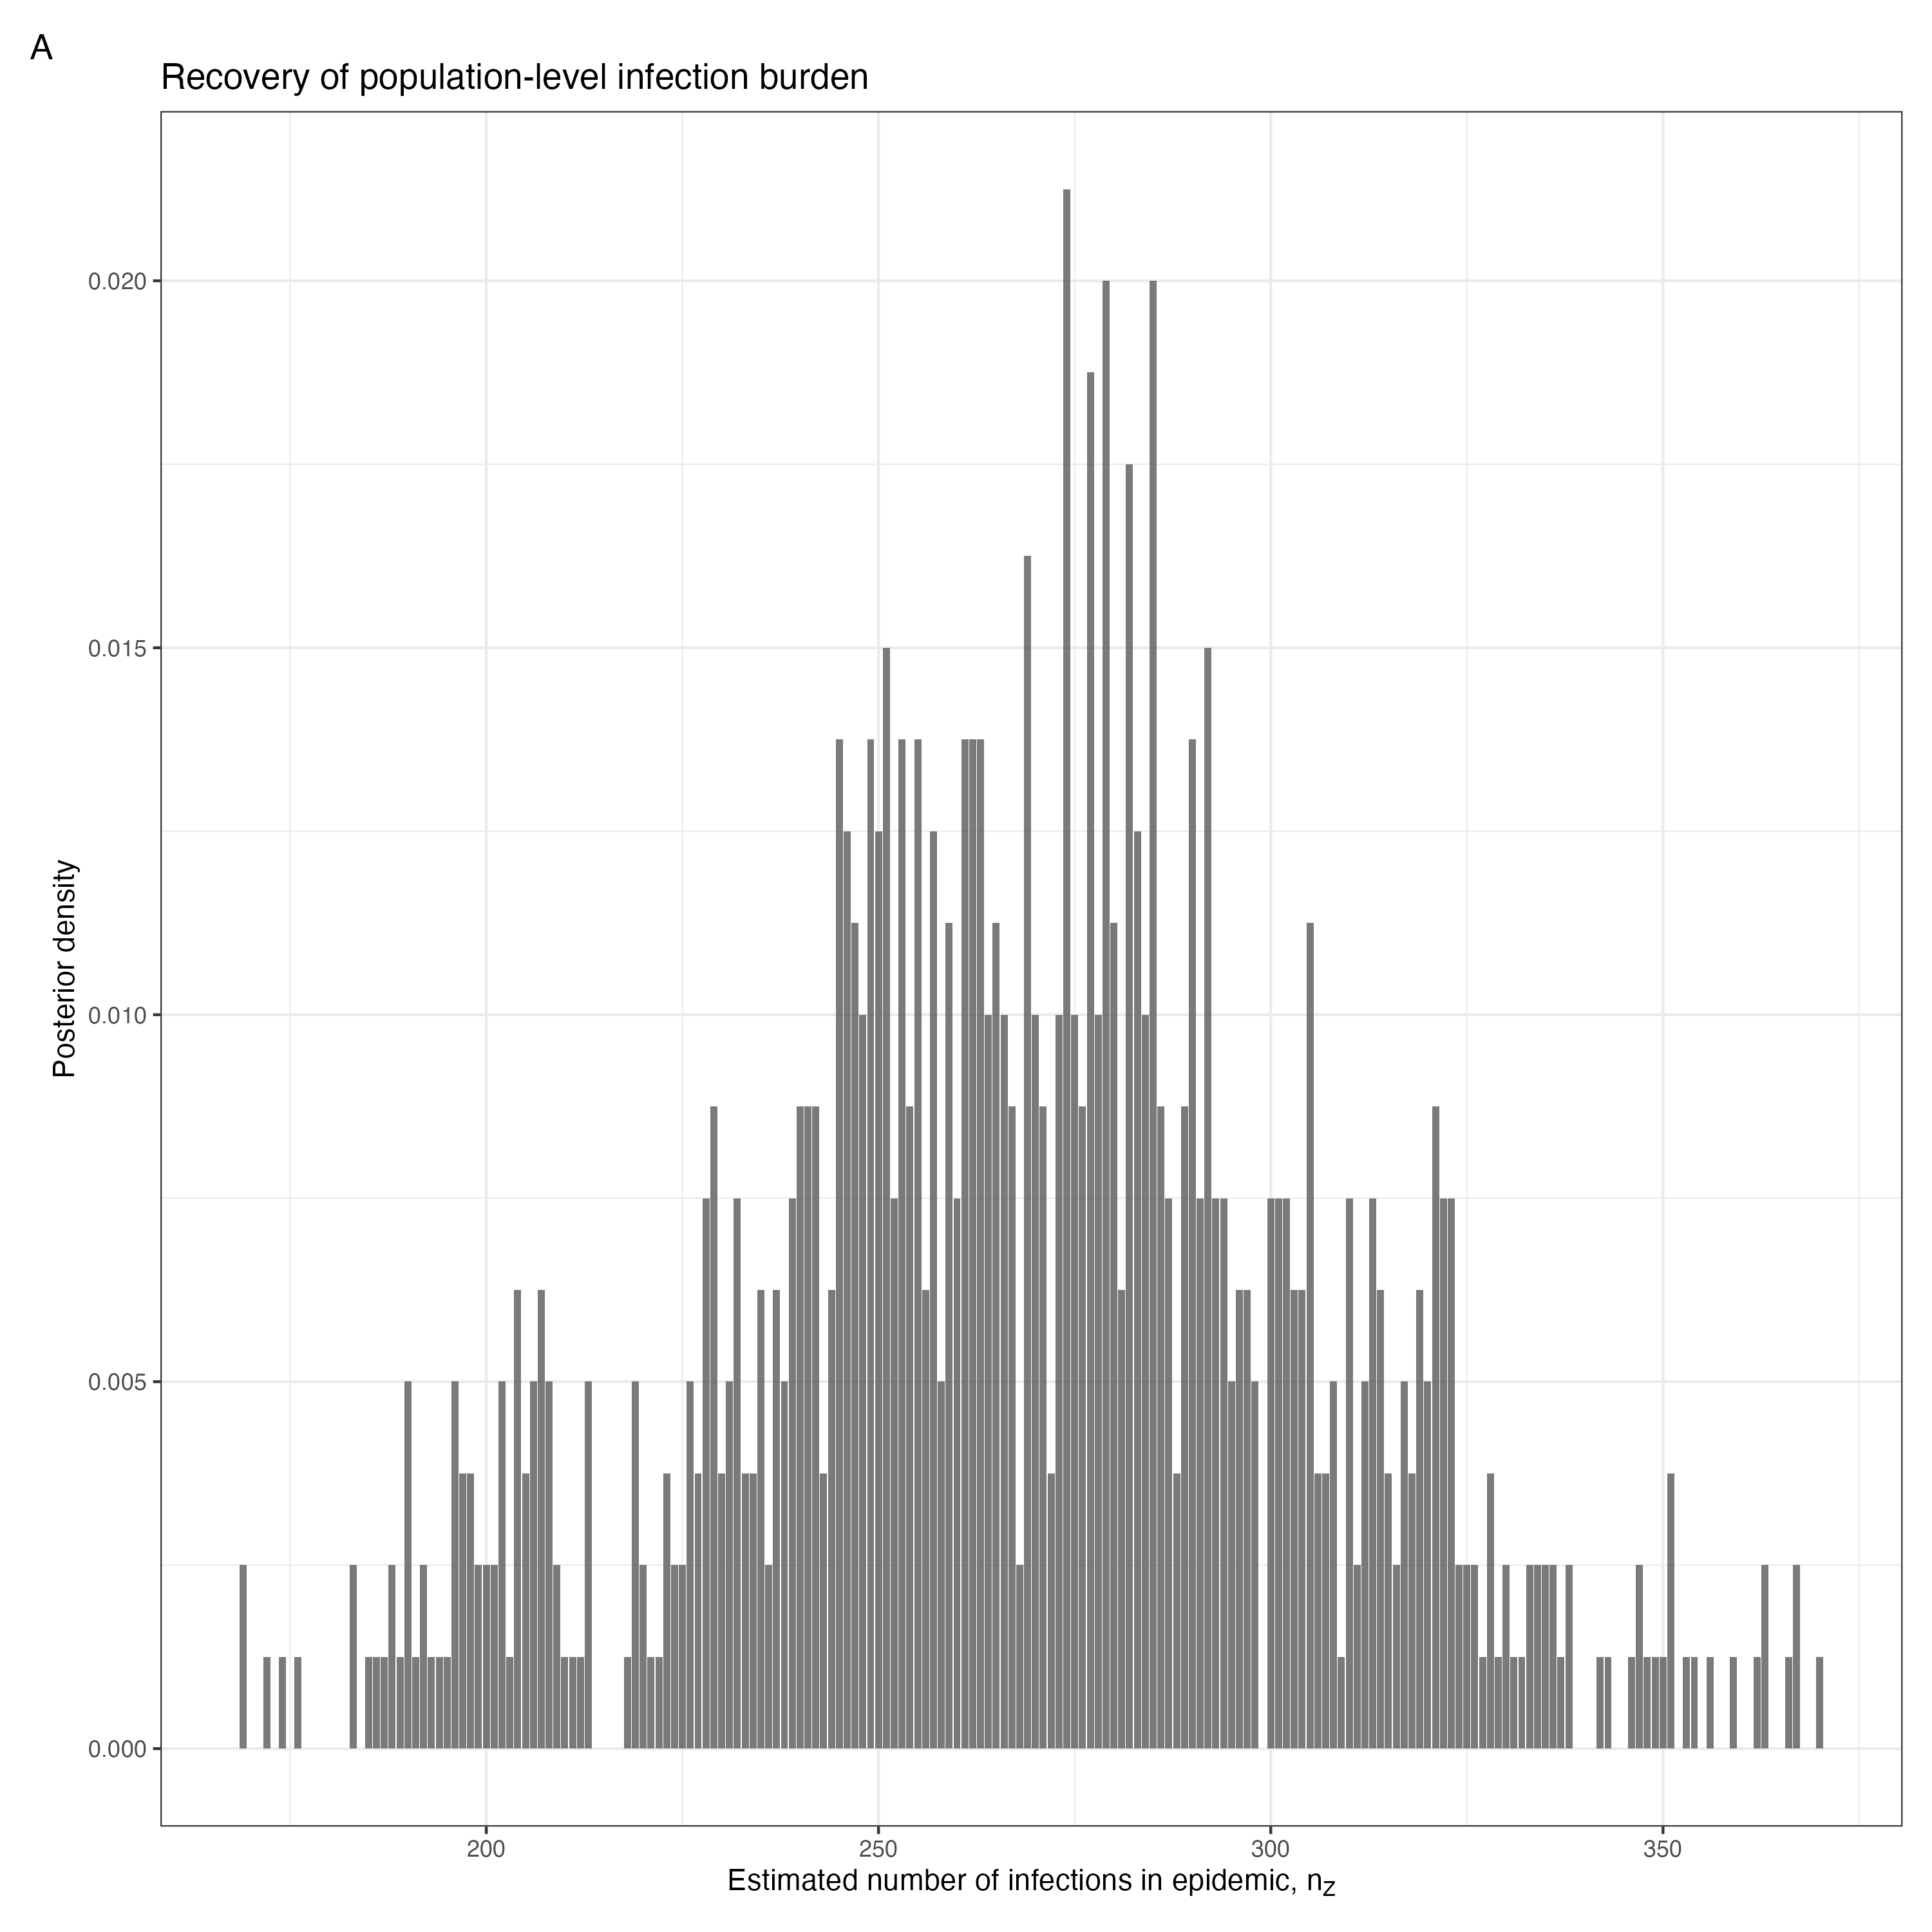 A
Recovery of population-level infection burden
Posterior density
0.020
0.015
0.010
0.005
0.000
200 250 300 350
Estimated number of infections in epidemic, nZ